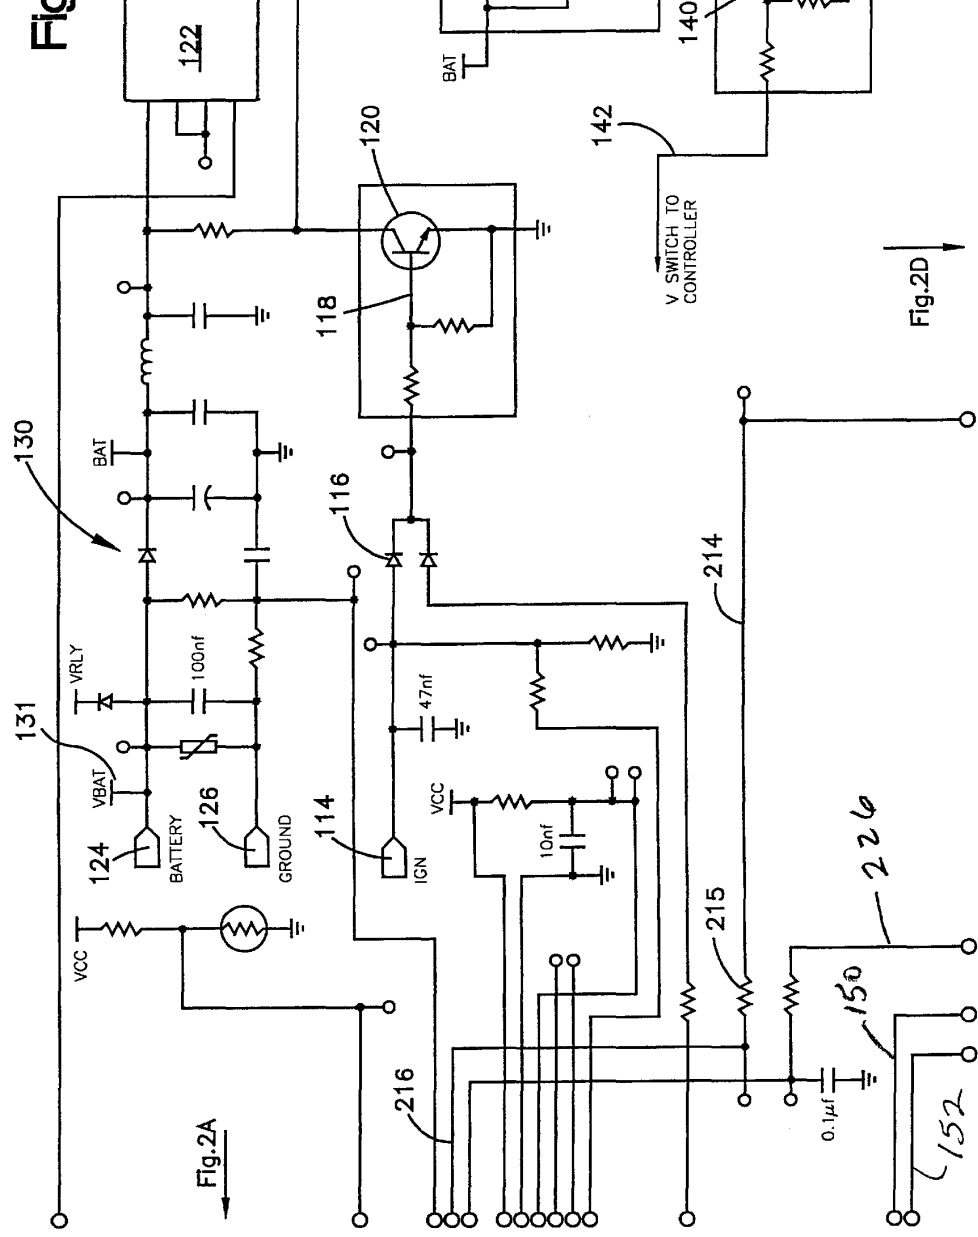 Fig
122
BAT
140
142
V SWITCH TO
CONTROLLER
Fig.2D
120
118
130
BAT
116
214
131
VRLY
100nf
47nf
VBAT
124
BATTERY
126
GROUND
114
IGN
VCC
10nf
VCC
215
226
150
216
0.1µf
152
Fig.2A